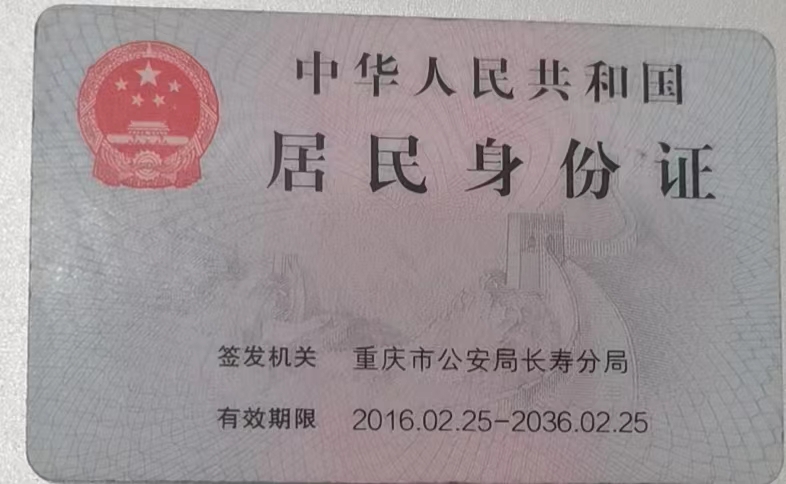 中华人民共和国
居民身份证
签发机关 重庆市公安局长寿分局
有效期限 2016.02.25-2036.02.25